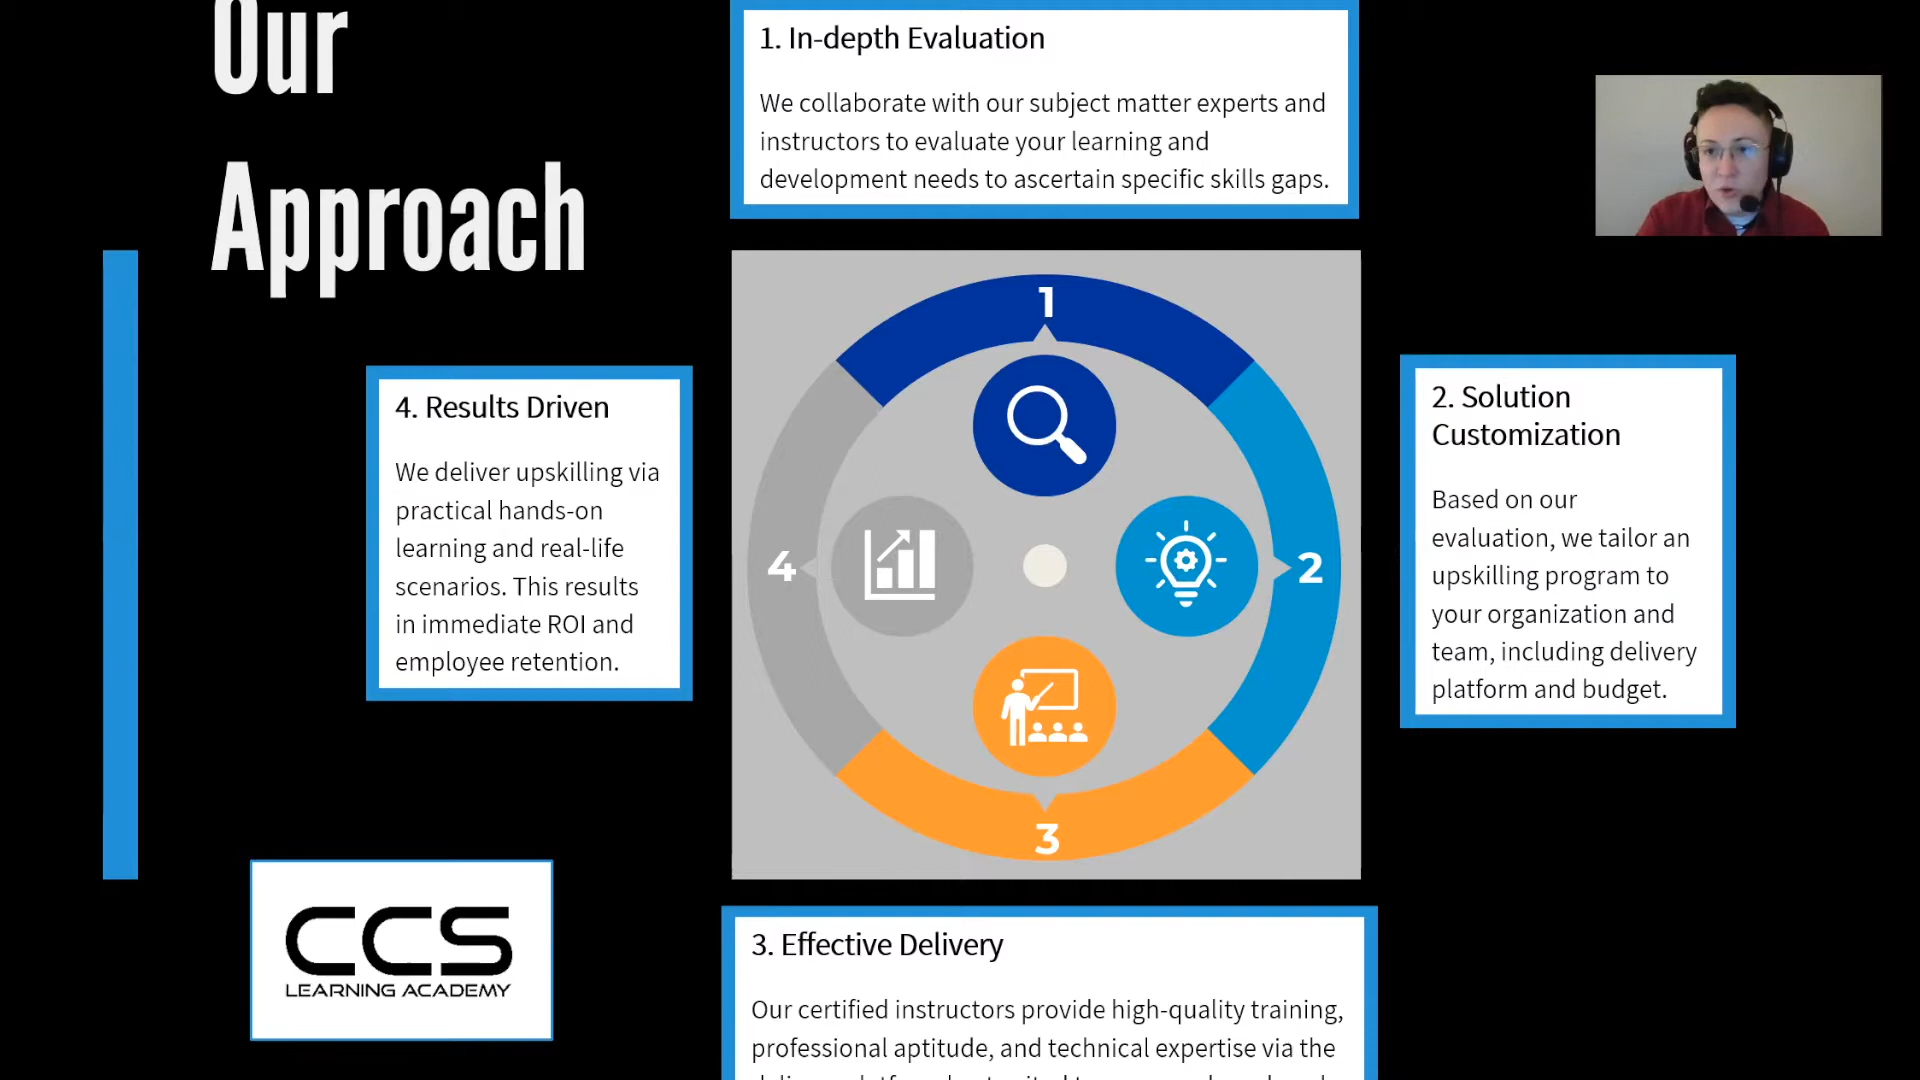 Our
Approach
1. In-depth Evaluation
We collaborate with our subject matter experts and
instructors to evaluate your learning and
development needs to ascertain specific skills gaps.
1
2
3
4
2. Solution
Customization
Based on our
evaluation, we tailor an
upskilling program to
your organization and
team, including delivery
platform and budget.
3. Effective Delivery
Our certified instructors provide high-quality training,
professional aptitude, and technical expertise via the
4. Results Driven
We deliver upskilling via
practical hands-on
learning and real-life
scenarios. This results
in immediate ROI and
employee retention.
CCS
LEARNING ACADEMY